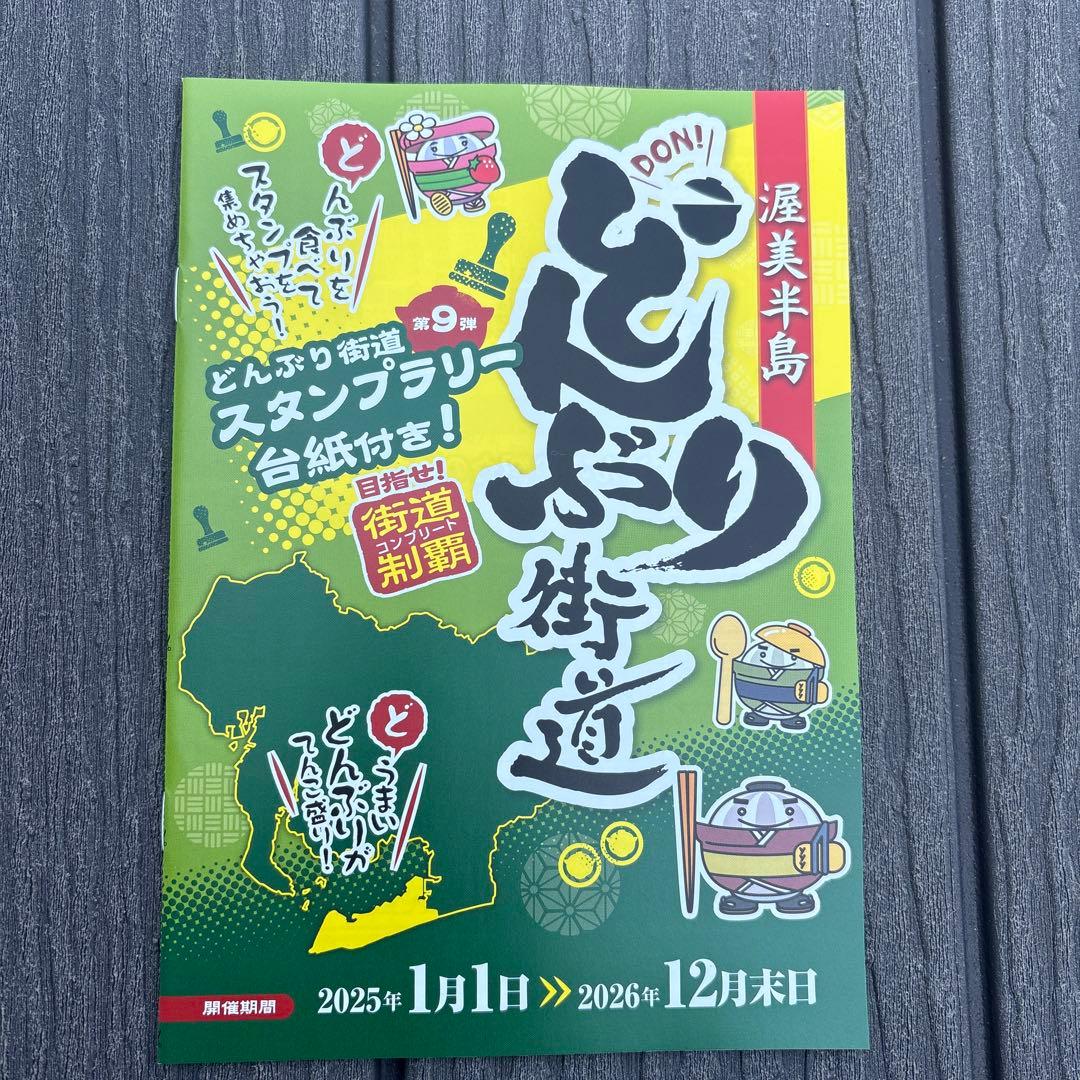 渥美半島
DON!
どんぶり街道
どんぶりを
食べて
スタンプを
集めちゃおう!
第9弾
どんぶり街道
スタンプラリー
台紙付き!
目指せ!
街道
コンプリート
制覇
どうまい
どんぶりが
てんこ盛り!
開催期間
2025年1月1日 >> 2026年12月末日